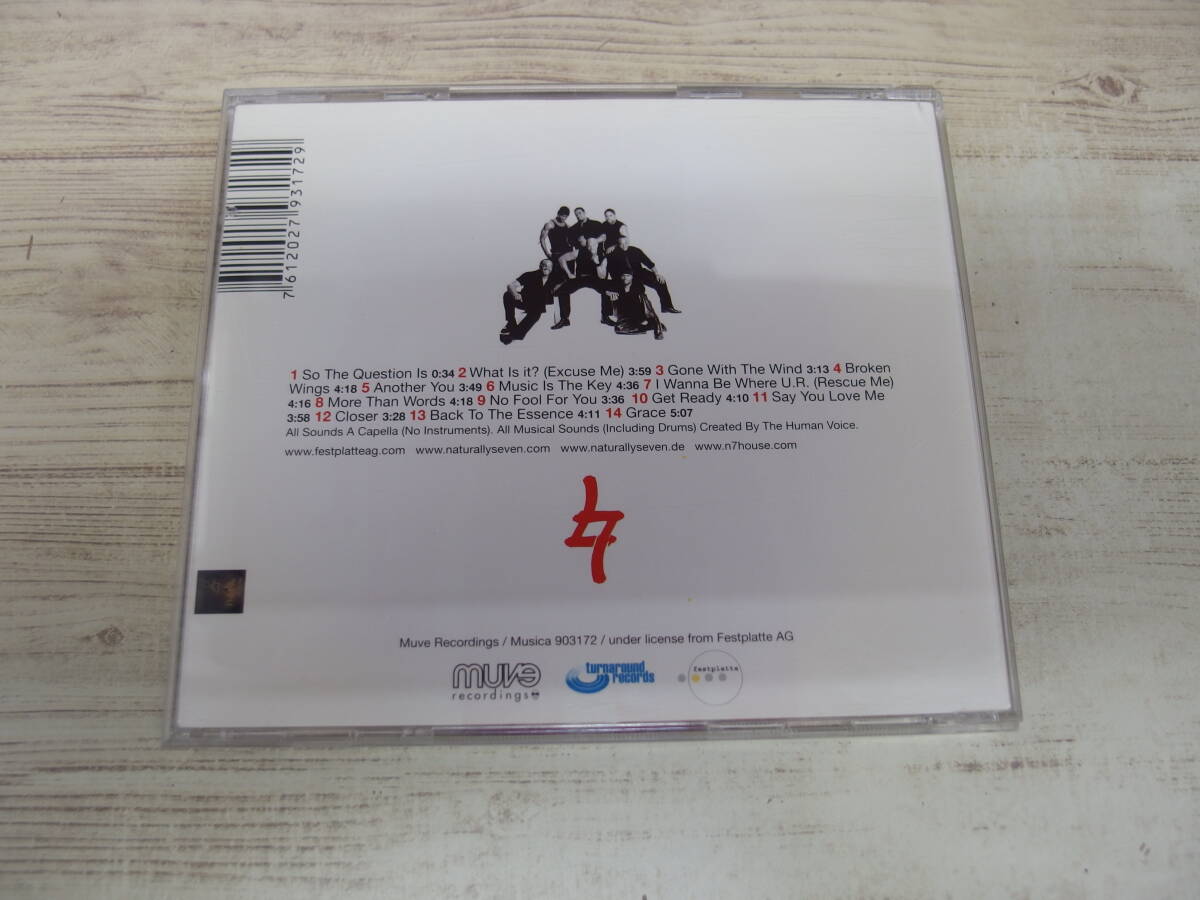 7 612027 931729
1 So The Question Is 0:34 2 What Is it? (Excuse Me) 3:59 3 Gone With The Wind 3:13 4 Broken
Wings 4:18 5 Another You 3:49 6 Music Is The Key 4:36 7 I Wanna Be Where U.R. (Rescue Me)
4:16 8 More Than Words 4:18 9 No Fool For You 3:36 10 Get Ready 4:10 11 Say You Love Me
3:58 12 Closer 3:28 13 Back To The Essence 4:11 14 Grace 5:07
All Sounds A Capella (No Instruments). All Musical Sounds (Including Drums) Created By The Human Voice.
www.festplatteag.com www.naturallyseven.com www.naturallyseven.de www.n7house.com
Muve Recordings / Musica 903172 / under license from Festplatte AG
muve
recordings
turnaround
records
festplatte